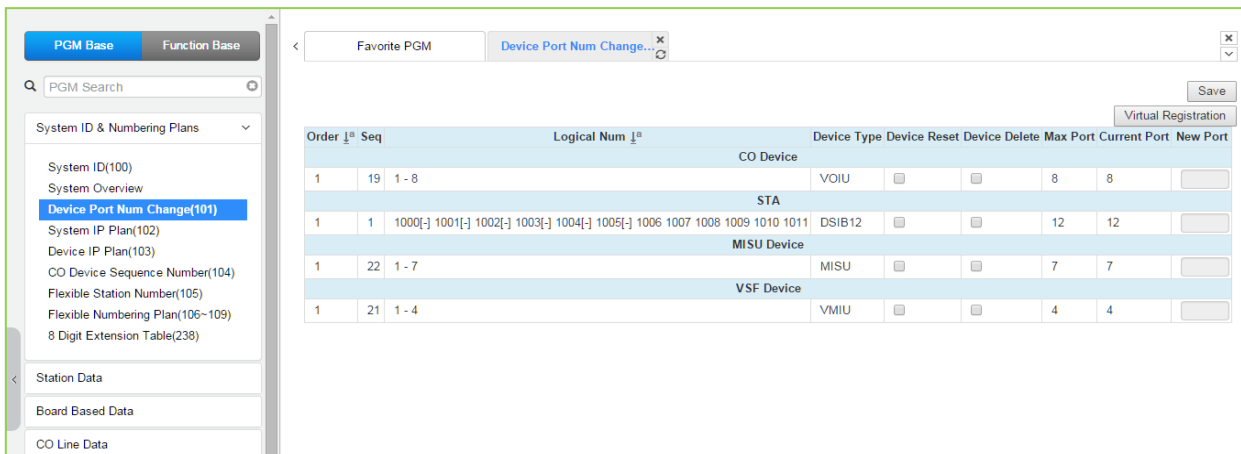 PGM Base Function Base
PGM Search
System ID & Numbering Plans
System ID(100)
System Overview
Device Port Num Change(101)
System IP Plan(102)
Device IP Plan(103)
CO Device Sequence Number(104)
Flexible Station Number(105)
Flexible Numbering Plan(106~109)
8 Digit Extension Table(238)
Station Data
Board Based Data
CO Line Data
Favorite PGM Device Port Num Change...
Save
Virtual Registration
Order Seq Logical Num Device Type Device Reset Device Delete Max Port Current Port New Port
CO Device
1 19 1 - 8 VOIU 8 8
STA
1 1 1000[-] 1001[-] 1002[-] 1003[-] 1004[-] 1005[-] 1006 1007 1008 1009 1010 1011 DSIB12 12 12
MISU Device
1 22 1 - 7 MISU 7 7
VSF Device
1 21 1 - 4 VMIU 4 4